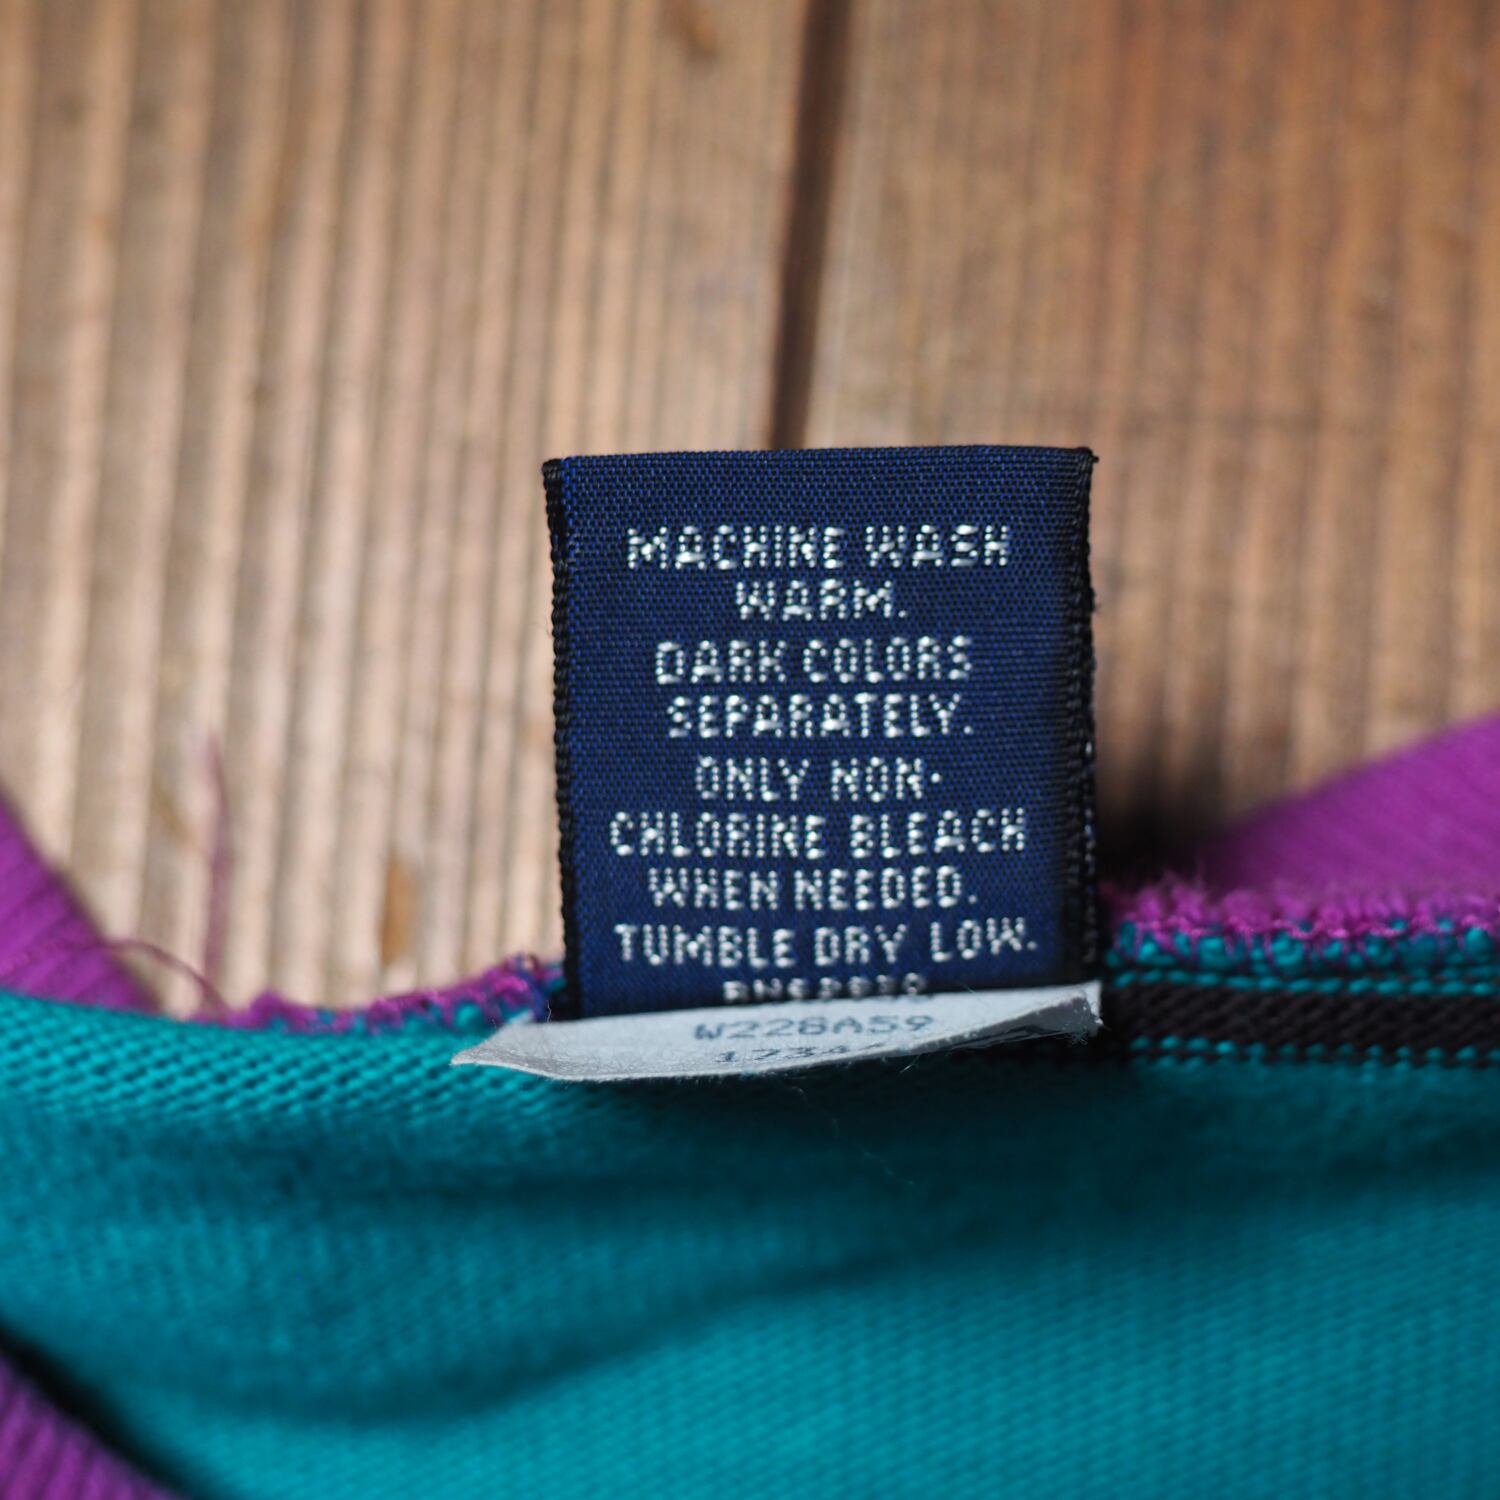 MACHINE WASH
WARM.
DARK COLORS
SEPARATELY.
ONLY NON-
CHLORINE BLEACH
WHEN NEEDED.
TUMBLE DRY LOW.
W228A59